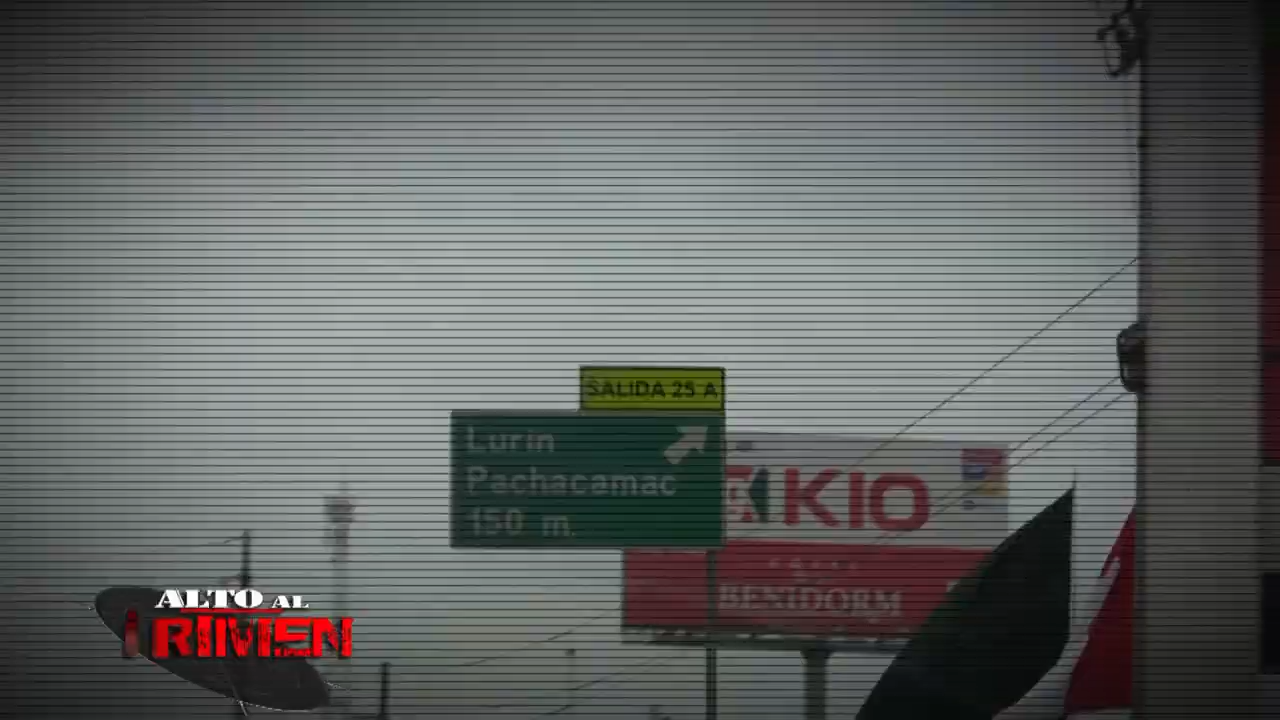 SALIDA 25 A
Lurin
Pachacamac
150 m.
KIO
BENIDORM
ALTO AL
CRIMEN